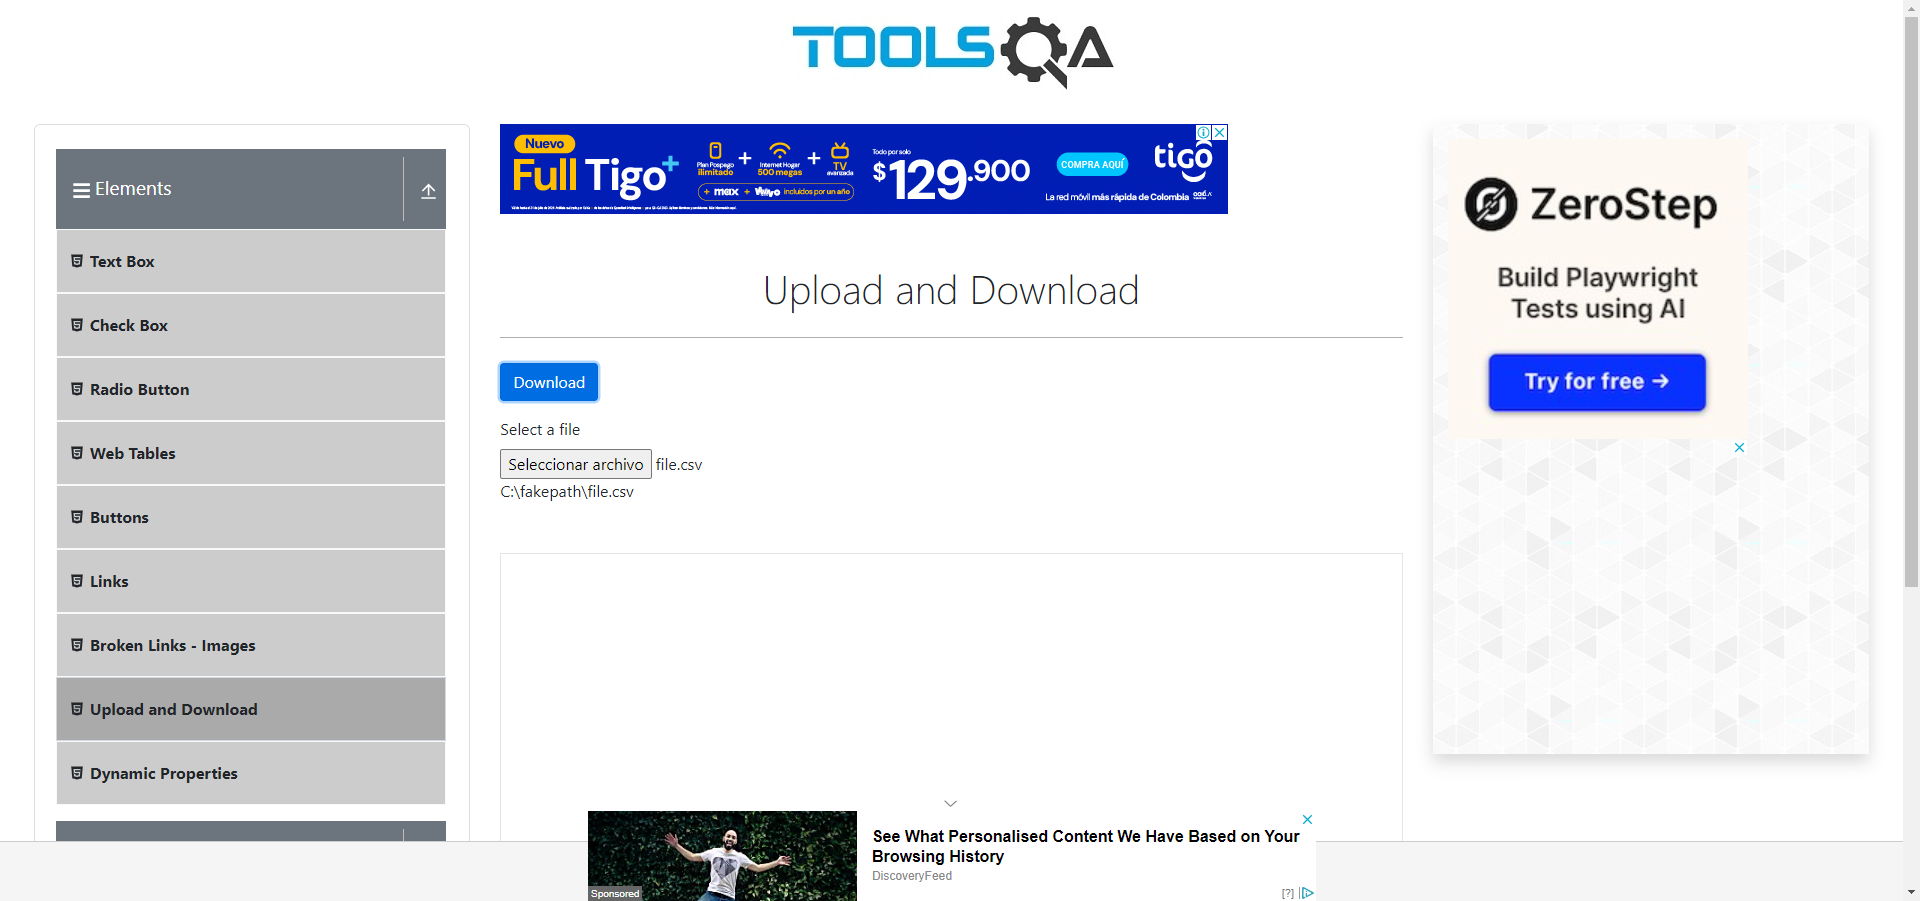 TOOLSQA
Elements
Text Box
Check Box
Radio Button
Web Tables
Buttons
Links
Broken Links - Images
Upload and Download
Dynamic Properties
Nuevo
Full Tigo+
Plan Pospago
ilimitado
+
Internet Hogar
500 megas
+
TV
avanzada
+ max + incluidos por un año
Todo por solo
$129.900
COMPRA AQUÍ
tigo
La red móvil más rápida de Colombia
Upload and Download
Download
Select a file
Seleccionar archivo file.csv
C:\fakepath\file.csv
ZeroStep
Build Playwright
Tests using AI
Try for free →
Sponsored
See What Personalised Content We Have Based on Your
Browsing History
DiscoveryFeed
[?]